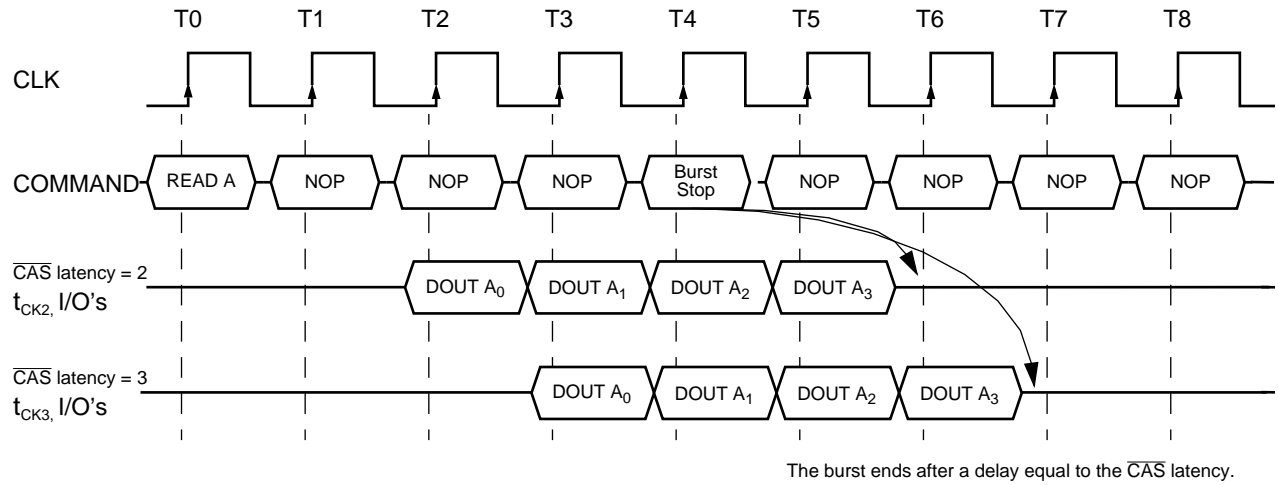 T0 T1 T2 T3 T4 T5 T6 T7 T8
CLK
COMMAND READ A NOP NOP NOP Burst Stop NOP NOP NOP NOP
CAS latency = 2
tCK2, I/O's DOUT A0 DOUT A1 DOUT A2 DOUT A3
CAS latency = 3
tCK3, I/O's DOUT A0 DOUT A1 DOUT A2 DOUT A3
The burst ends after a delay equal to the CAS latency.